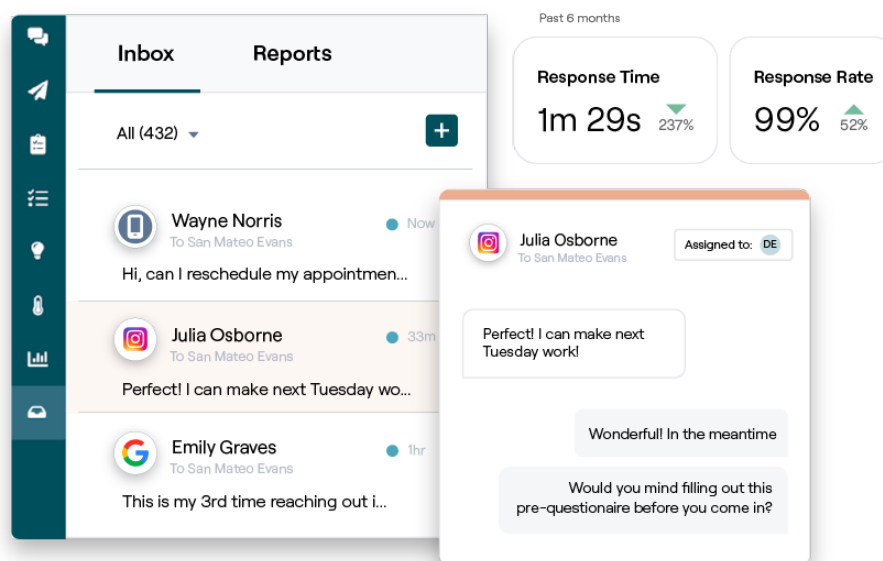 Past 6 months
Response Time
1m 29s
237%
Response Rate
99%
52%
Inbox
Reports
All (432)
+
Wayne Norris
Now
To San Mateo Evans
Hi, can I reschedule my appointmen...
Julia Osborne
33m
To San Mateo Evans
Perfect! I can make next Tuesday wo...
Emily Graves
1hr
To San Mateo Evans
This is my 3rd time reaching out i...
Julia Osborne
To San Mateo Evans
Assigned to: DE
Perfect! I can make next
Tuesday work!
Wonderful! In the meantime
Would you mind filling out this
pre-questionaire before you come in?